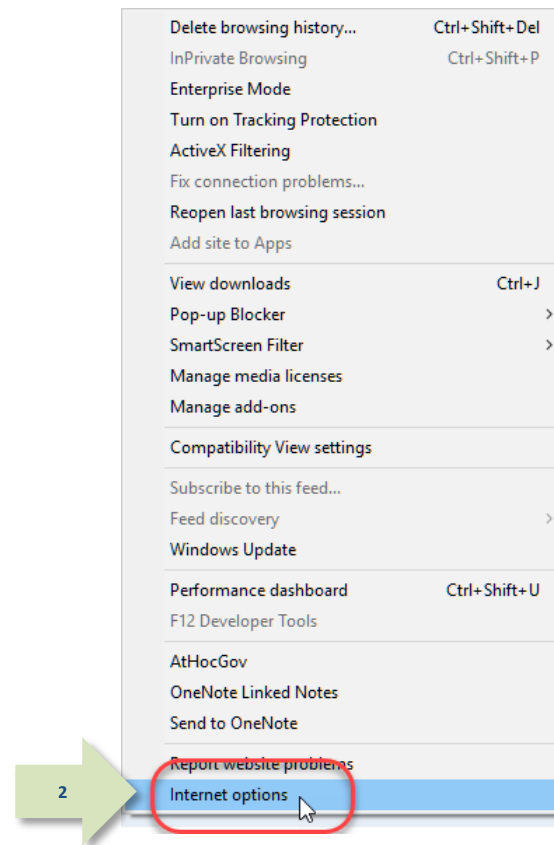 Delete browsing history... Ctrl+Shift+Del
InPrivate Browsing Ctrl+Shift+P
Enterprise Mode
Turn on Tracking Protection
ActiveX Filtering
Fix connection problems...
Reopen last browsing session
Add site to Apps
View downloads Ctrl+J
Pop-up Blocker
SmartScreen Filter
Manage media licenses
Manage add-ons
Compatibility View settings
Subscribe to this feed...
Feed discovery
Windows Update
Performance dashboard Ctrl+Shift+U
F12 Developer Tools
AtHocGov
OneNote Linked Notes
Send to OneNote
Report website problems
2 Internet options